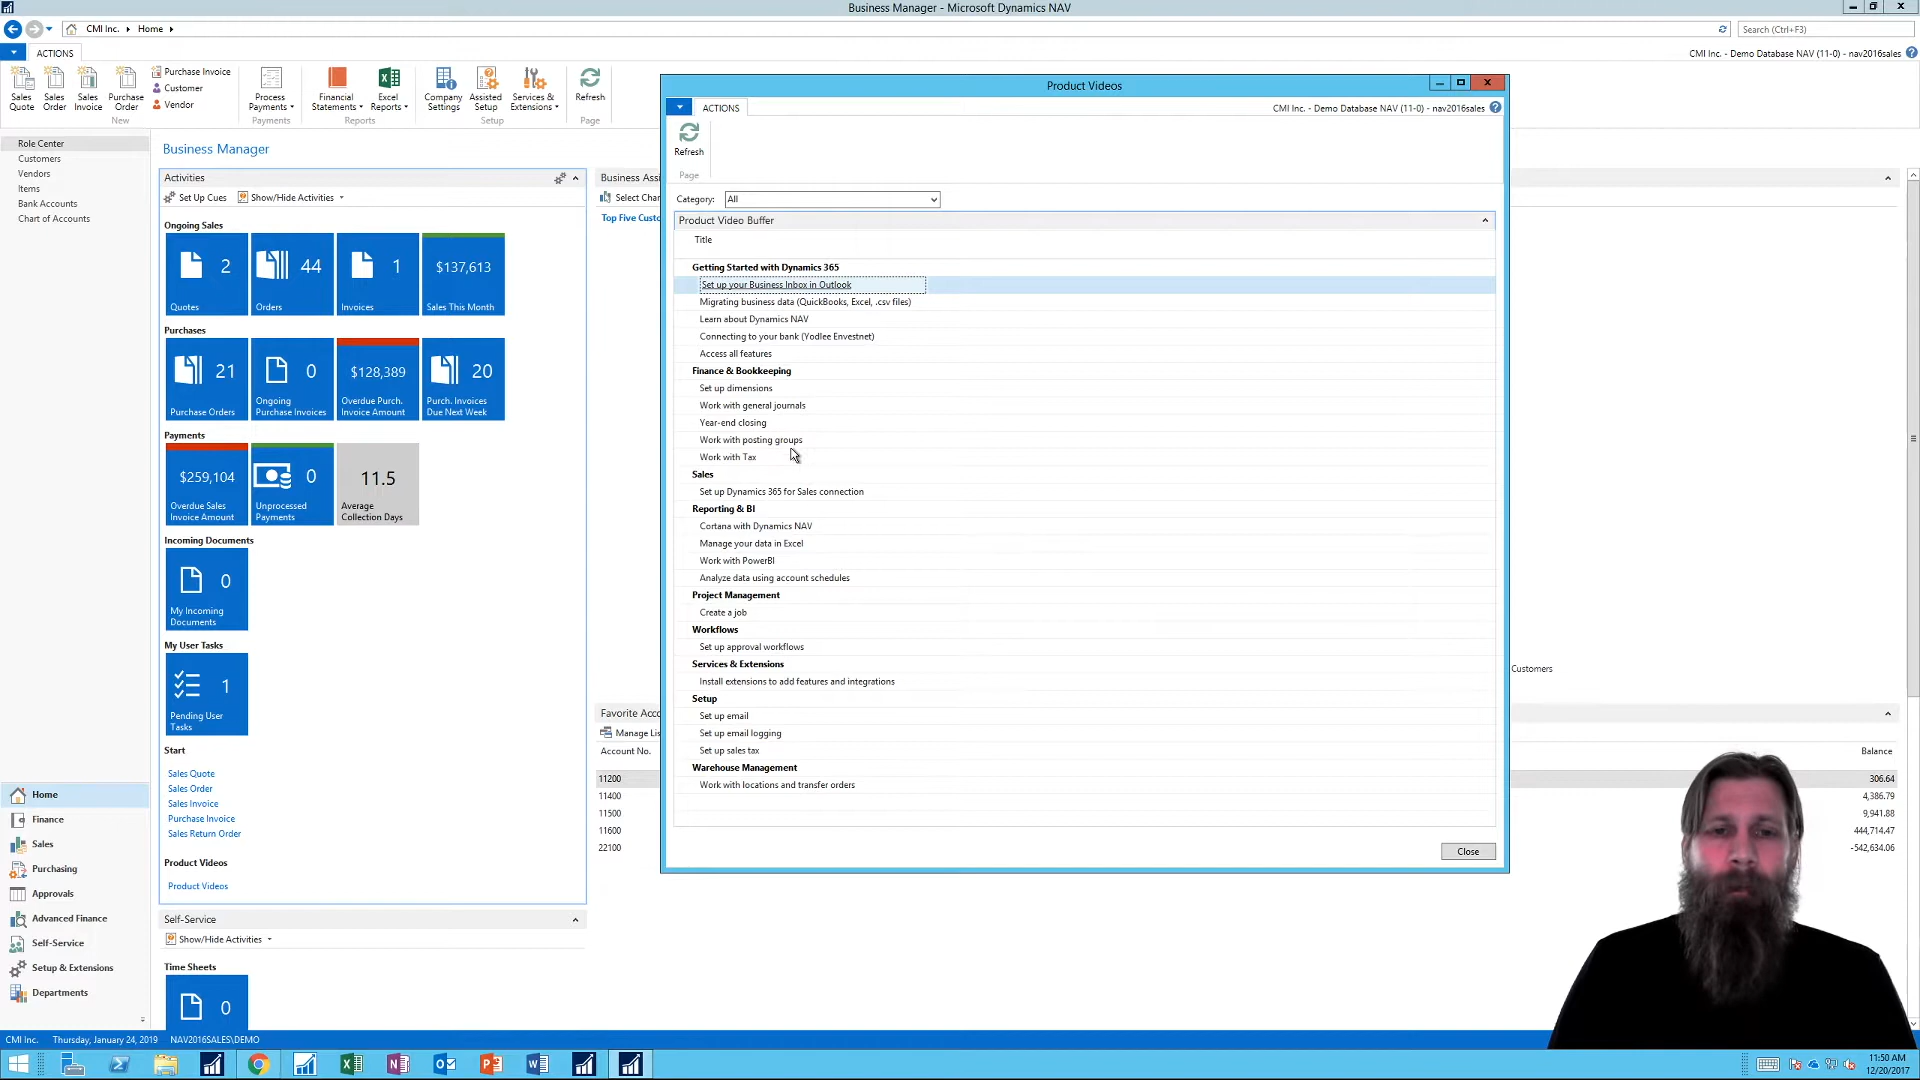 Business Manager - Microsoft Dynamics NAV
CMI Inc. Home
Search (Ctrl+F3)
ACTIONS
CMI Inc. - Demo Database NAV (11-0) - nav2016sales
Sales Quote
Sales Order
Sales Invoice
Purchase Order
Purchase Invoice
Customer
Vendor
New
Process Payments
Payments
Financial Statements
Excel Reports
Reports
Company Settings
Assisted Setup
Services & Extensions
Setup
Refresh
Page
Role Center
Customers
Vendors
Items
Bank Accounts
Chart of Accounts
Home
Finance
Sales
Purchasing
Approvals
Advanced Finance
Self-Service
Setup & Extensions
Departments
Business Manager
Activities
Set Up Cues
Show/Hide Activities
Ongoing Sales
2
Quotes
44
Orders
1
Invoices
$137,613
Sales This Month
Purchases
21
Purchase Orders
0
Ongoing Purchase Invoices
$128,389
Overdue Purch. Invoice Amount
20
Purch. Invoices Due Next Week
Payments
$259,104
Overdue Sales Invoice Amount
0
Unprocessed Payments
11.5
Average Collection Days
Incoming Documents
0
My Incoming Documents
My User Tasks
1
Pending User Tasks
Start
Sales Quote
Sales Order
Sales Invoice
Purchase Invoice
Sales Return Order
Product Videos
Product Videos
Self-Service
Show/Hide Activities
Time Sheets
0
Business Assi
Select Char
Top Five Custo
Customers
Favorite Acco
Manage Lis
Account No.
Balance
11200
306.64
11400
4,386.79
11500
9,941.88
11600
444,714.47
22100
-542,634.06
Product Videos
ACTIONS
CMI Inc. - Demo Database NAV (11-0) - nav2016sales
Refresh
Page
Category:
All
Product Video Buffer
Title
Getting Started with Dynamics 365
Set up your Business Inbox in Outlook
Migrating business data (QuickBooks, Excel, .csv files)
Learn about Dynamics NAV
Connecting to your bank (Yodlee Envestnet)
Access all features
Finance & Bookkeeping
Set up dimensions
Work with general journals
Year-end closing
Work with posting groups
Work with Tax
Sales
Set up Dynamics 365 for Sales connection
Reporting & BI
Cortana with Dynamics NAV
Manage your data in Excel
Work with PowerBI
Analyze data using account schedules
Project Management
Create a job
Workflows
Set up approval workflows
Services & Extensions
Install extensions to add features and integrations
Setup
Set up email
Set up email logging
Set up sales tax
Warehouse Management
Work with locations and transfer orders
Close
CMI Inc. Thursday, January 24, 2019 NAV2016SALES\DEMO
11:50 AM
12/20/2017